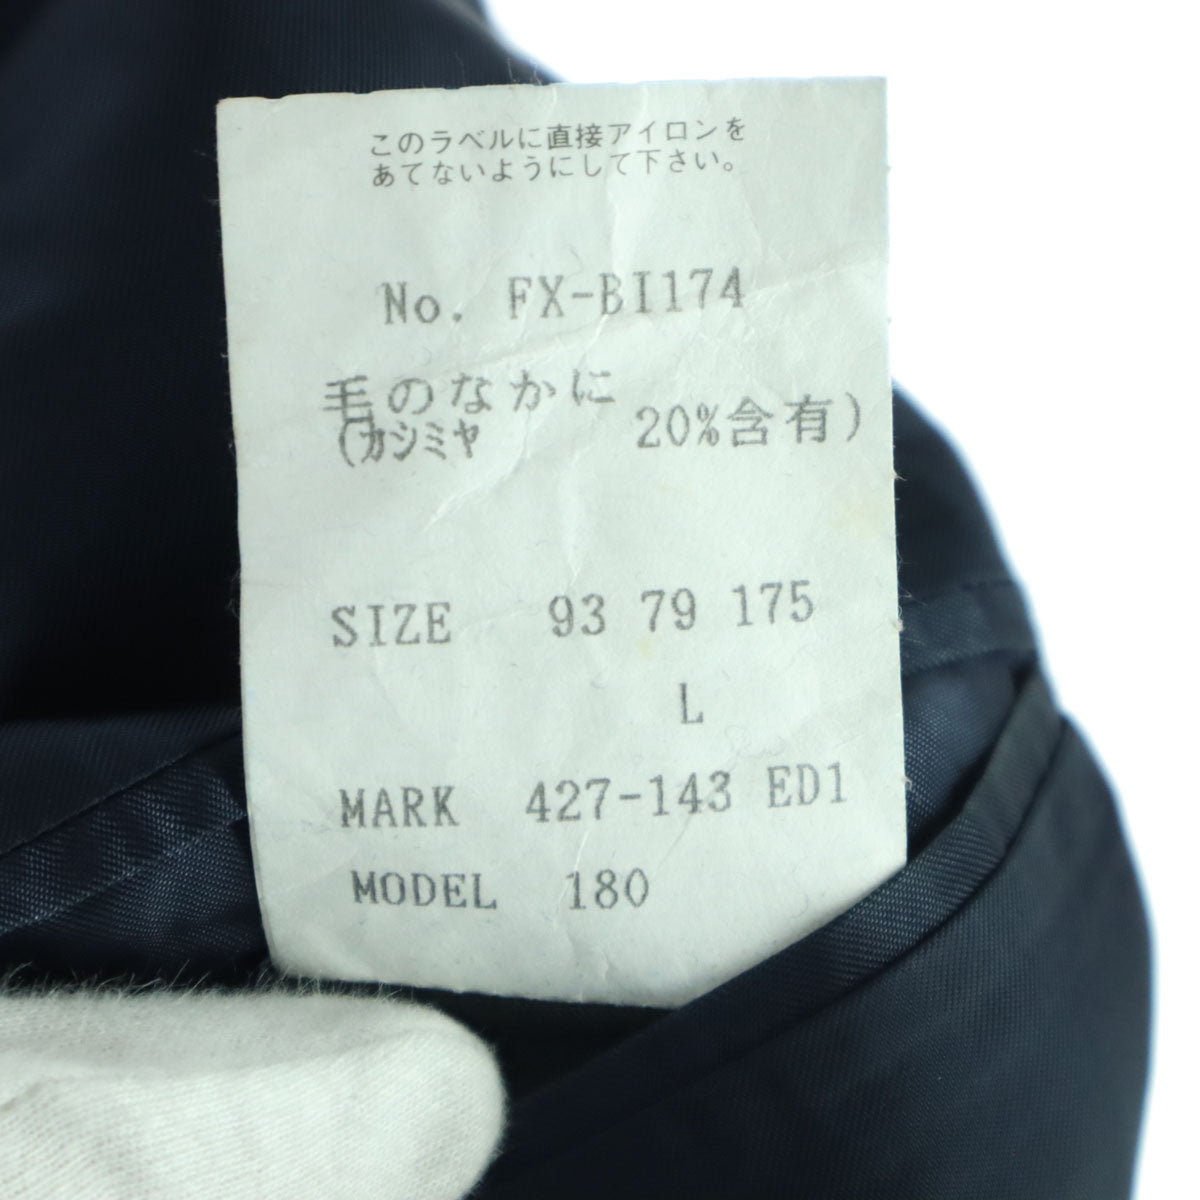 このラベルに直接アイロンを
あてないようにして下さい。
No. FX-BI174
毛のなかに
(カシミヤ 20%含有)
SIZE 93 79 175
L
MARK 427-143 ED1
MODEL 180